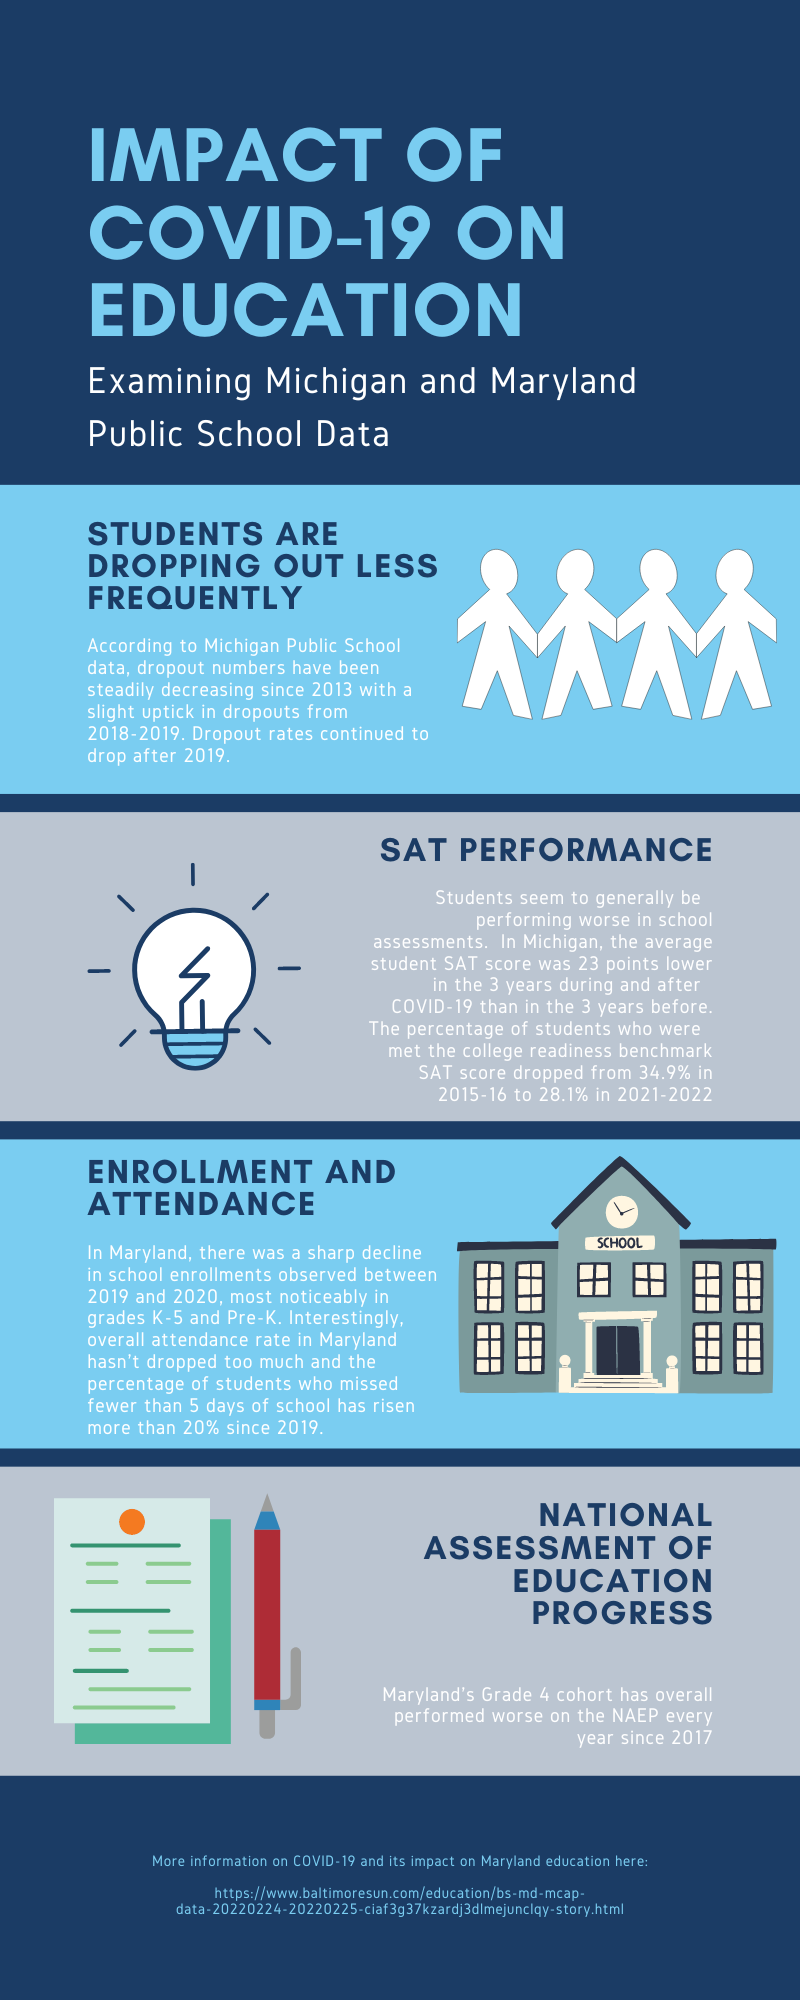 IMPACT OF
COVID-19 ON
EDUCATION
Examining Michigan and Maryland
Public School Data
STUDENTS ARE
DROPPING OUT LESS
FREQUENTLY
According to Michigan Public School
data, dropout numbers have been
steadily decreasing since 2013 with a
slight uptick in dropouts from
2018-2019. Dropout rates continued to
drop after 2019.
SAT PERFORMANCE
Students seem to generally be
performing worse in school
assessments. In Michigan, the average
student SAT score was 23 points lower
in the 3 years during and after
COVID-19 than in the 3 years before.
The percentage of students who were
met the college readiness benchmark
SAT score dropped from 34.9% in
2015-16 to 28.1% in 2021-2022
ENROLLMENT AND
ATTENDANCE
In Maryland, there was a sharp decline
in school enrollments observed between
2019 and 2020, most noticeably in
grades K-5 and Pre-K. Interestingly,
overall attendance rate in Maryland
hasn't dropped too much and the
percentage of students who missed
fewer than 5 days of school has risen
more than 20% since 2019.
SCHOOL
NATIONAL
ASSESSMENT OF
EDUCATION
PROGRESS
Maryland's Grade 4 cohort has overall
performed worse on the NAEP every
year since 2017
More information on COVID-19 and its impact on Maryland education here:
https://www.baltimoresun.com/education/bs-md-mcap-
data-20220224-20220225-ciaf3g37kzardj3dlmejunclqy-story.html